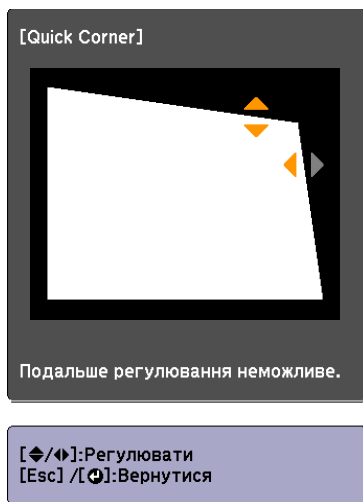 [Quick Corner]
Подальше регулювання неможливе.
[◆/◆]:Регулювати
[Esc] /[↵]:Вернутися